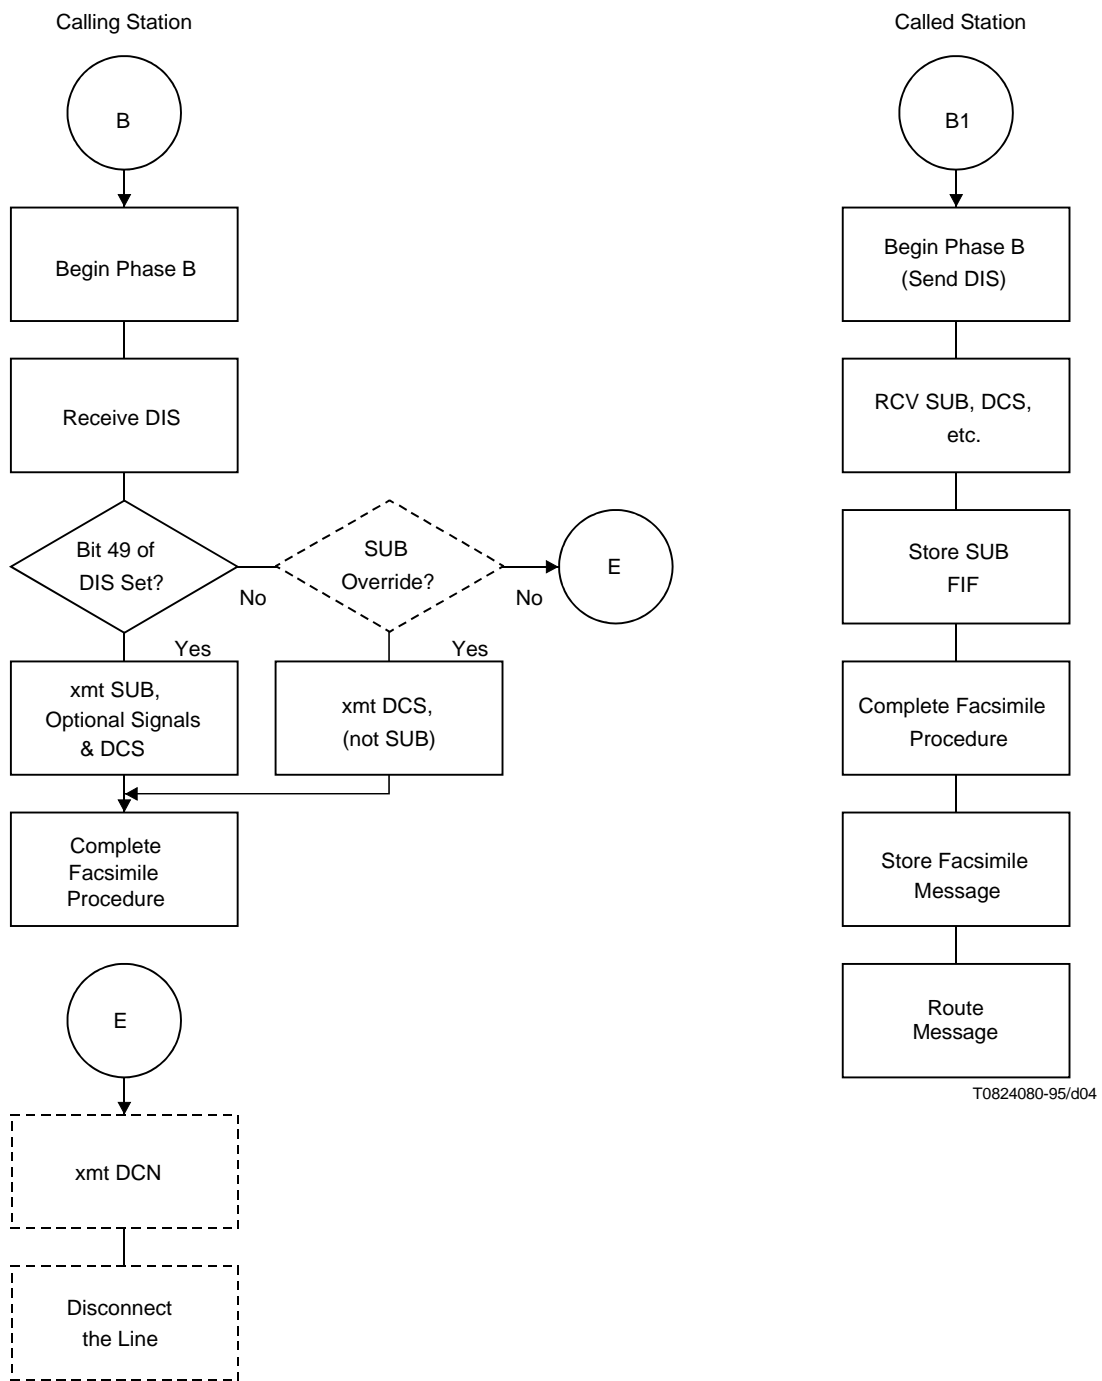 Calling Station
B
Begin Phase B
Receive DIS
Bit 49 of
DIS Set?
No
Yes
SUB
Override?
No
Yes
E
xmt SUB,
Optional Signals
& DCS
xmt DCS,
(not SUB)
Complete
Facsimile
Procedure
E
xmt DCN
Disconnect
the Line
Called Station
B1
Begin Phase B
(Send DIS)
RCV SUB, DCS,
etc.
Store SUB
FIF
Complete Facsimile
Procedure
Store Facsimile
Message
Route
Message
T0824080-95/d04